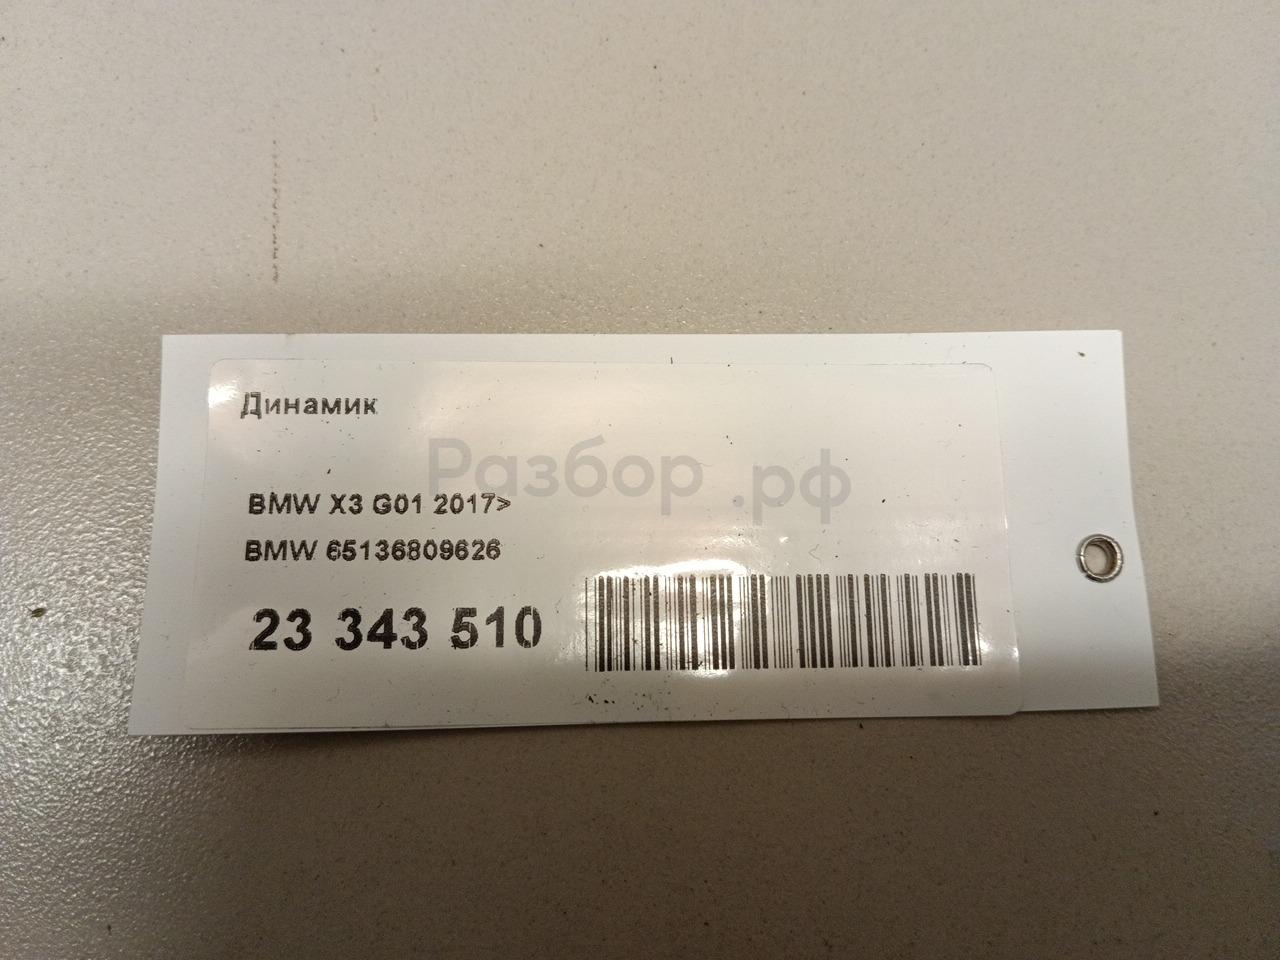 Динамик
Разбор.рф
BMW X3 G01 2017>
BMW 65136809626
23 343 510